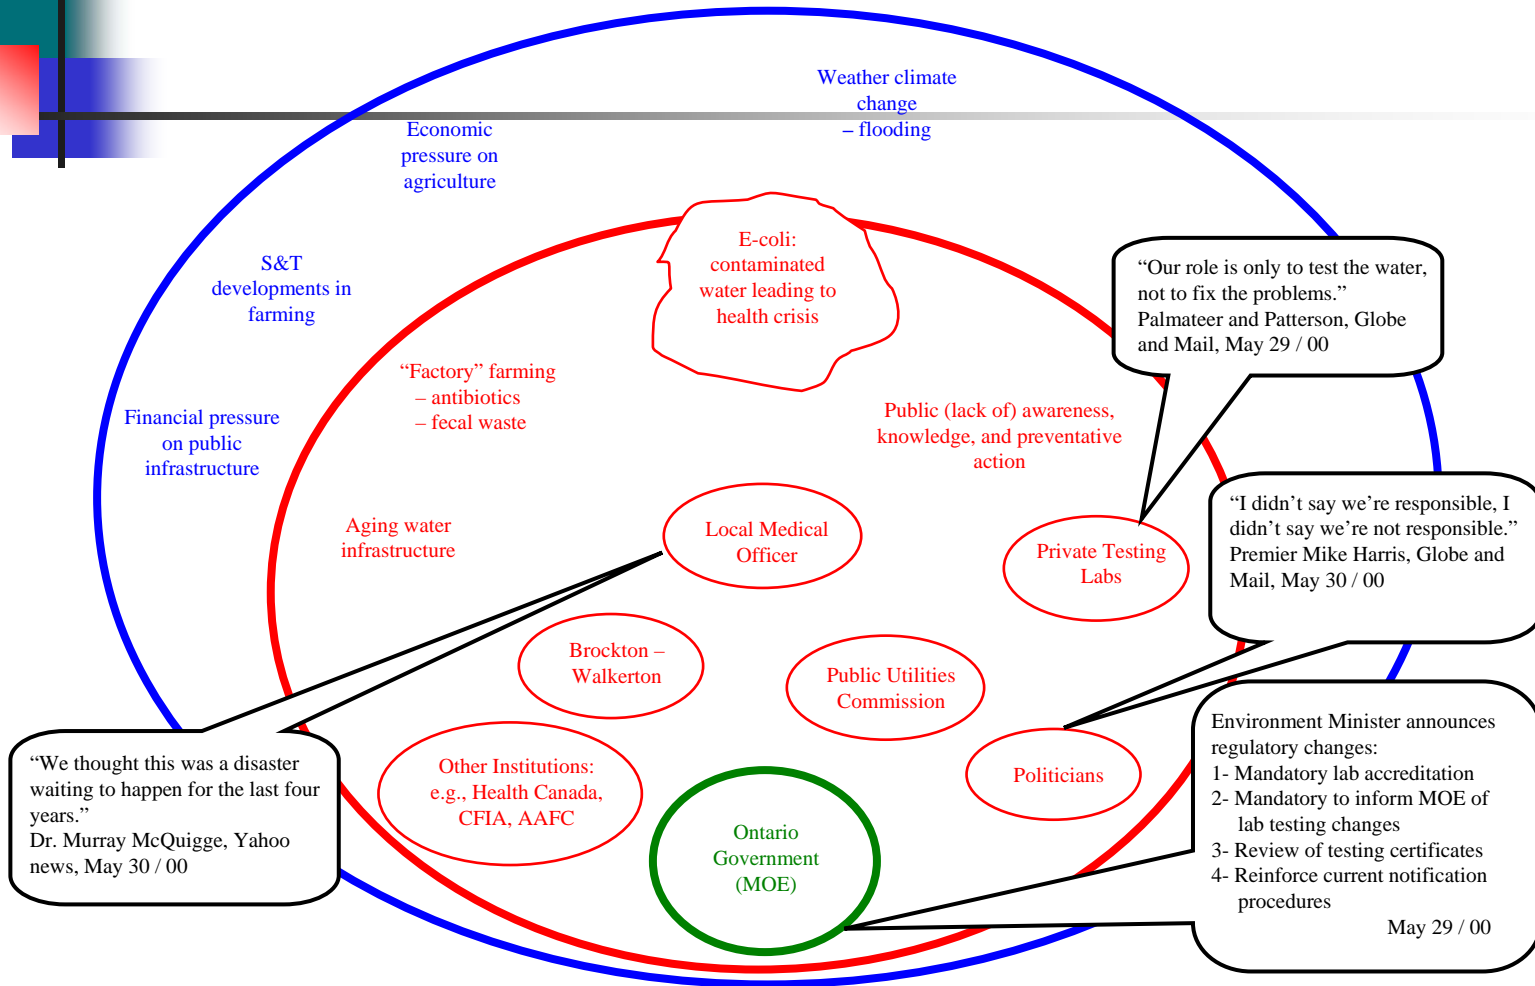 Weather climate
change
– flooding
Economic
pressure on
agriculture
S&T
developments in
farming
Financial pressure
on public
infrastructure
E-coli:
contaminated
water leading to
health crisis
“Factory” farming
– antibiotics
– fecal waste
Public (lack of) awareness,
knowledge, and preventative
action
Aging water
infrastructure
Local Medical
Officer
Private Testing
Labs
Brockton –
Walkerton
Public Utilities
Commission
Other Institutions:
e.g., Health Canada,
CFIA, AAFC
Politicians
Ontario
Government
(MOE)
“Our role is only to test the water,
not to fix the problems.”
Palmateer and Patterson, Globe
and Mail, May 29 / 00
“I didn’t say we’re responsible, I
didn’t say we’re not responsible.”
Premier Mike Harris, Globe and
Mail, May 30 / 00
“We thought this was a disaster
waiting to happen for the last four
years.”
Dr. Murray McQuigge, Yahoo
news, May 30 / 00
Environment Minister announces
regulatory changes:
1- Mandatory lab accreditation
2- Mandatory to inform MOE of
lab testing changes
3- Review of testing certificates
4- Reinforce current notification
procedures
May 29 / 00